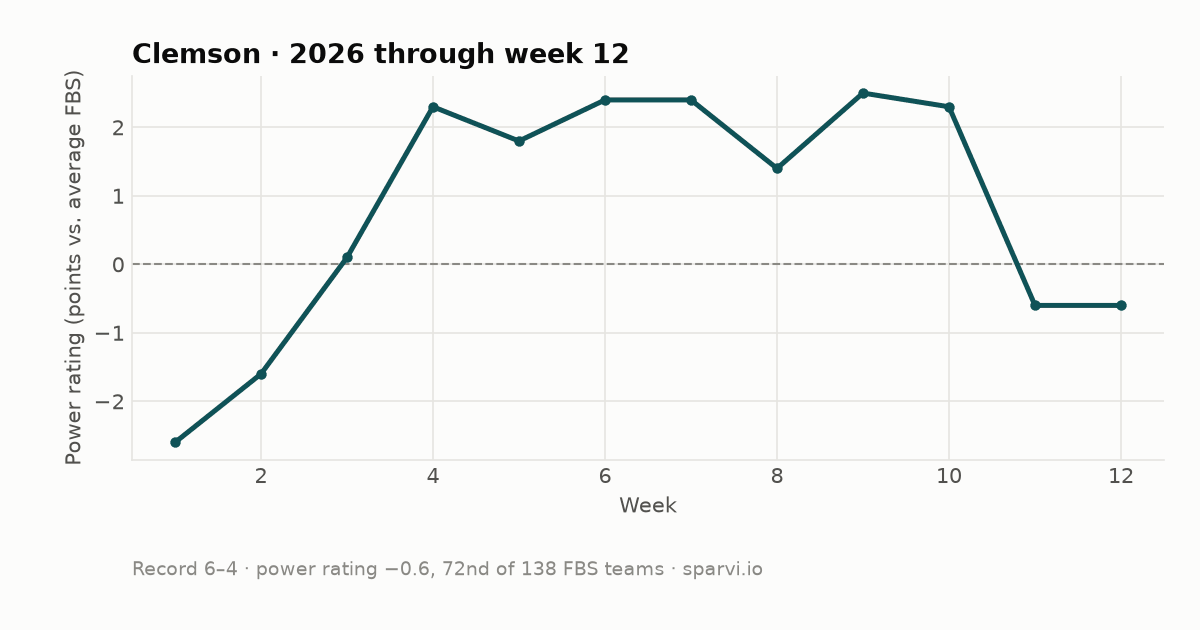 Clemson · 2026 through week 12
Power rating (points vs. average FBS)
2
1
0
−1
−2
2 4 6 8 10 12
Week
Record 6–4 · power rating −0.6, 72nd of 138 FBS teams · sparvi.io